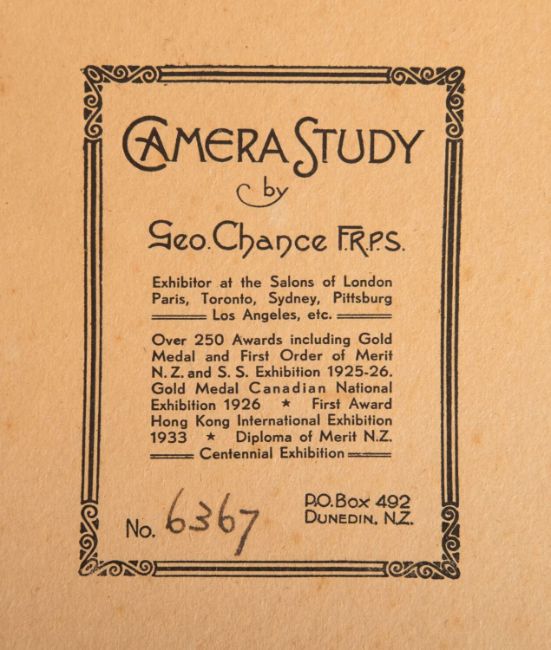 CAMERA STUDY
by
Geo. Chance F.R.P.S.
Exhibitor at the Salons of London
Paris, Toronto, Sydney, Pittsburg
Los Angeles, etc.
Over 250 Awards including Gold
Medal and First Order of Merit
N. Z. and S. S. Exhibition 1925-26.
Gold Medal Canadian National
Exhibition 1926 ★ First Award
Hong Kong International Exhibition
1933 ★ Diploma of Merit N.Z.
Centennial Exhibition
No. 6367
P.O. Box 492
DUNEDIN, N.Z.